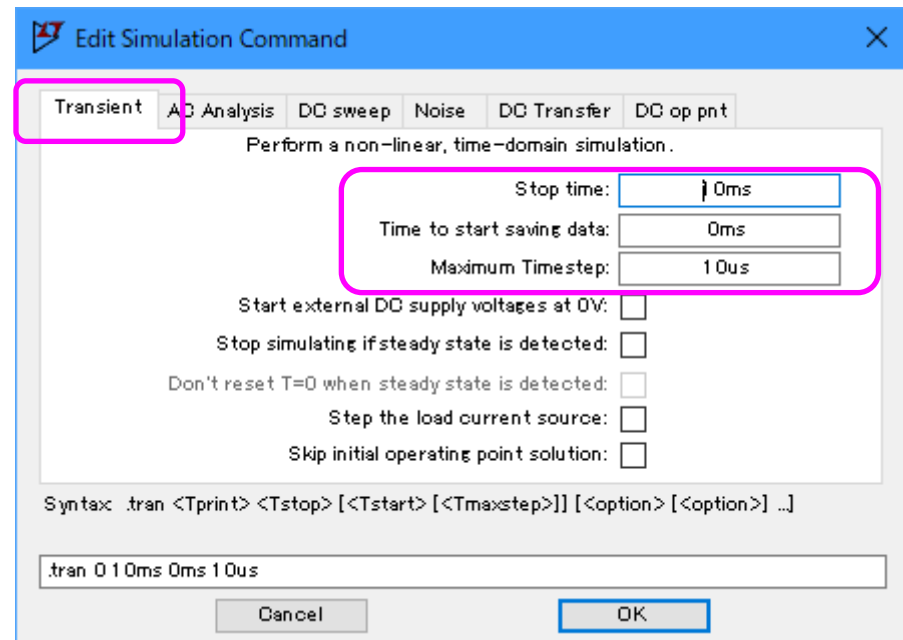 Edit Simulation Command
Transient AC Analysis DC sweep Noise DC Transfer DC op pnt
Perform a non-linear, time-domain simulation.
Stop time: 10ms
Time to start saving data: 0ms
Maximum Timestep: 10us
Start external DC supply voltages at 0V:
Stop simulating if steady state is detected:
Don't reset T=0 when steady state is detected:
Step the load current source:
Skip initial operating point solution:
Syntax: .tran <Tprint> <Tstop> [<Tstart> [<Tmaxstep>]] [<option> [<option>] ...]
.tran 0 10ms 0ms 10us
Cancel OK